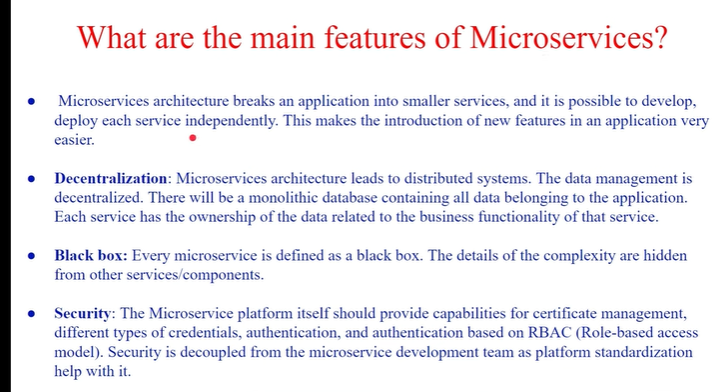 What are the main features of Microservices?
● Microservices architecture breaks an application into smaller services, and it is possible to develop,
deploy each service independently. This makes the introduction of new features in an application very
easier.
● Decentralization: Microservices architecture leads to distributed systems. The data management is
decentralized. There will be a monolithic database containing all data belonging to the application.
Each service has the ownership of the data related to the business functionality of that service.
● Black box: Every microservice is defined as a black box. The details of the complexity are hidden
from other services/components.
● Security: The Microservice platform itself should provide capabilities for certificate management,
different types of credentials, authentication, and authentication based on RBAC (Role-based access
model). Security is decoupled from the microservice development team as platform standardization
help with it.